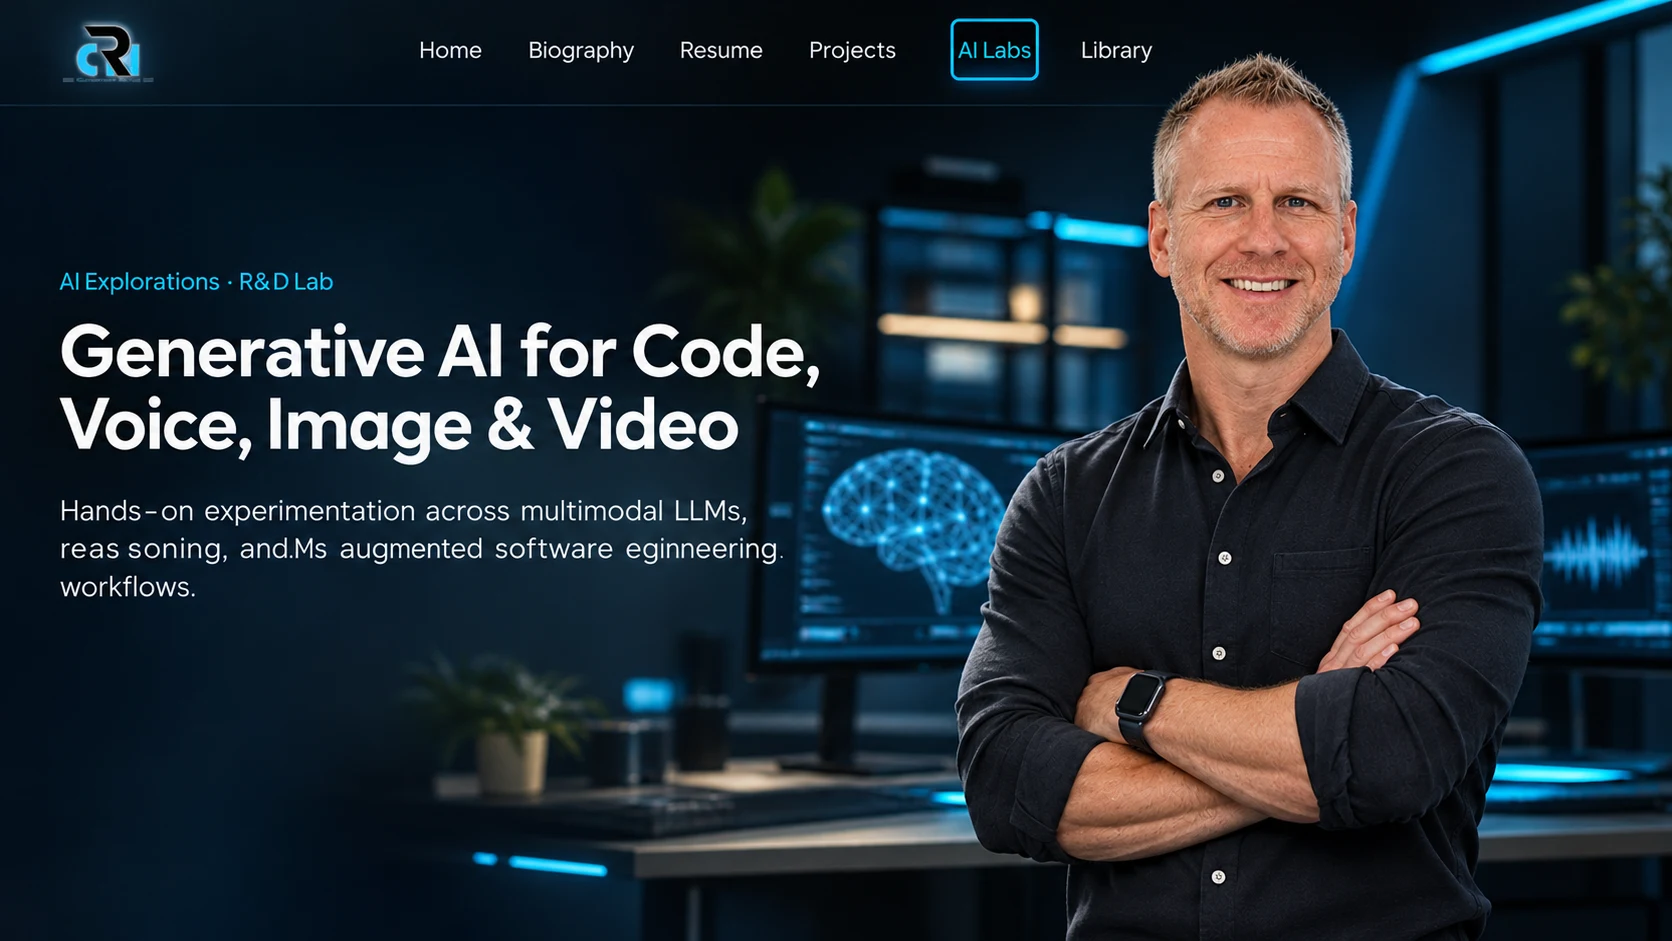 Home Biography Resume Projects AI Labs Library
AI Explorations · R&D Lab
Generative AI for Code,
Voice, Image & Video
Hands-on experimentation across multimodal LLMs,
reas soning, and.Ms augmented software eginneering.
workflows.